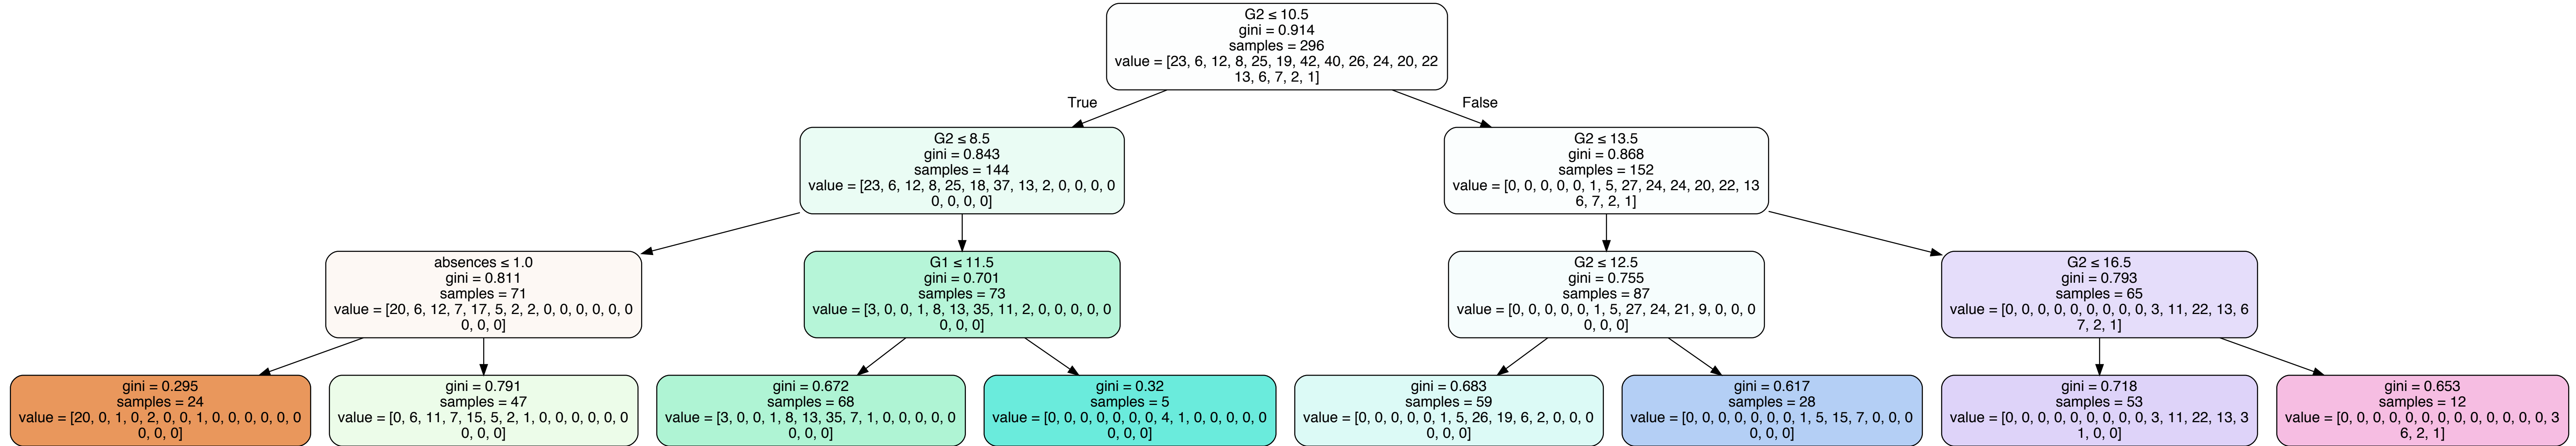 G2 ≤ 10.5
gini = 0.914
samples = 296
value = [23, 6, 12, 8, 25, 19, 42, 40, 26, 24, 20, 22
13, 6, 7, 2, 1]
True
False
G2 ≤ 8.5
gini = 0.843
samples = 144
value = [23, 6, 12, 8, 25, 18, 37, 13, 2, 0, 0, 0, 0
0, 0, 0, 0]
G2 ≤ 13.5
gini = 0.868
samples = 152
value = [0, 0, 0, 0, 0, 1, 5, 27, 24, 24, 20, 22, 13
6, 7, 2, 1]
absences ≤ 1.0
gini = 0.811
samples = 71
value = [20, 6, 12, 7, 17, 5, 2, 2, 0, 0, 0, 0, 0, 0
0, 0, 0]
G1 ≤ 11.5
gini = 0.701
samples = 73
value = [3, 0, 0, 1, 8, 13, 35, 11, 2, 0, 0, 0, 0, 0
0, 0, 0]
G2 ≤ 12.5
gini = 0.755
samples = 87
value = [0, 0, 0, 0, 0, 1, 5, 27, 24, 21, 9, 0, 0, 0
0, 0, 0]
G2 ≤ 16.5
gini = 0.793
samples = 65
value = [0, 0, 0, 0, 0, 0, 0, 0, 0, 3, 11, 22, 13, 6
7, 2, 1]
gini = 0.295
samples = 24
value = [20, 0, 1, 0, 2, 0, 0, 1, 0, 0, 0, 0, 0, 0
0, 0, 0]
gini = 0.791
samples = 47
value = [0, 6, 11, 7, 15, 5, 2, 1, 0, 0, 0, 0, 0, 0
0, 0, 0]
gini = 0.672
samples = 68
value = [3, 0, 0, 1, 8, 13, 35, 7, 1, 0, 0, 0, 0, 0
0, 0, 0]
gini = 0.32
samples = 5
value = [0, 0, 0, 0, 0, 0, 0, 4, 1, 0, 0, 0, 0, 0
0, 0, 0]
gini = 0.683
samples = 59
value = [0, 0, 0, 0, 0, 1, 5, 26, 19, 6, 2, 0, 0, 0
0, 0, 0]
gini = 0.617
samples = 28
value = [0, 0, 0, 0, 0, 0, 0, 1, 5, 15, 7, 0, 0, 0
0, 0, 0]
gini = 0.718
samples = 53
value = [0, 0, 0, 0, 0, 0, 0, 0, 0, 3, 11, 22, 13, 3
1, 0, 0]
gini = 0.653
samples = 12
value = [0, 0, 0, 0, 0, 0, 0, 0, 0, 0, 0, 0, 0, 3
6, 2, 1]